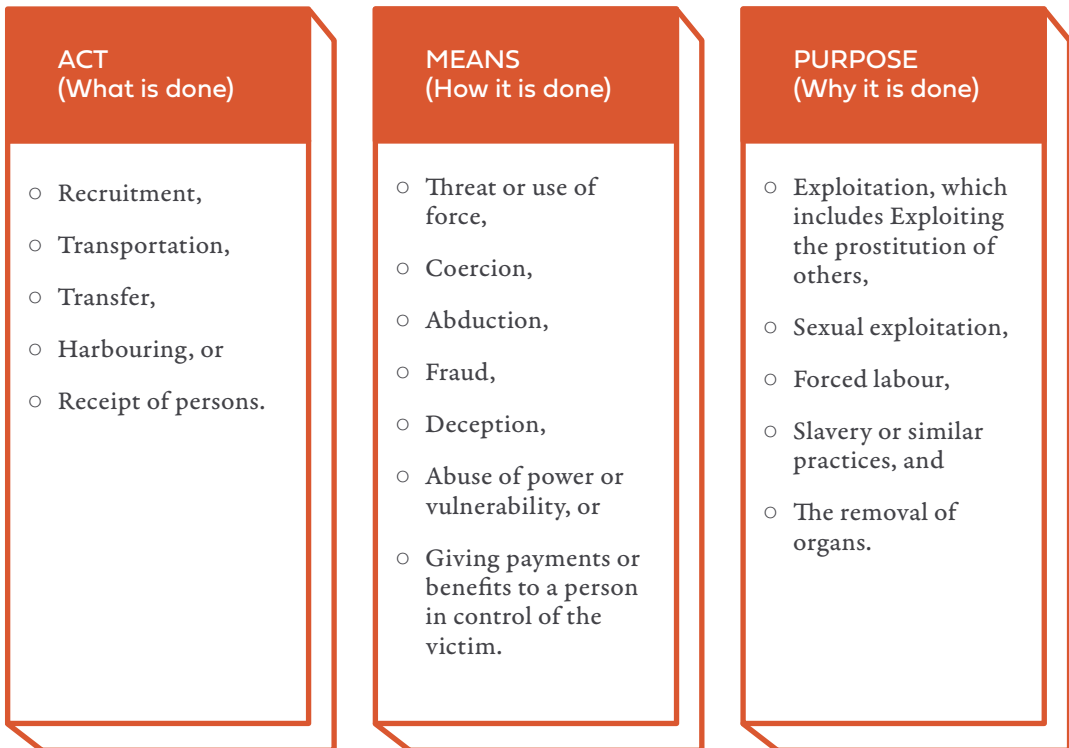 ACT
(What is done)
○ Recruitment,
○ Transportation,
○ Transfer,
○ Harbouring, or
○ Receipt of persons.
MEANS
(How it is done)
○ Threat or use of
force,
○ Coercion,
○ Abduction,
○ Fraud,
○ Deception,
○ Abuse of power or
vulnerability, or
○ Giving payments or
benefits to a person
in control of the
victim.
PURPOSE
(Why it is done)
○ Exploitation, which
includes Exploiting
the prostitution of
others,
○ Sexual exploitation,
○ Forced labour,
○ Slavery or similar
practices, and
○ The removal of
organs.